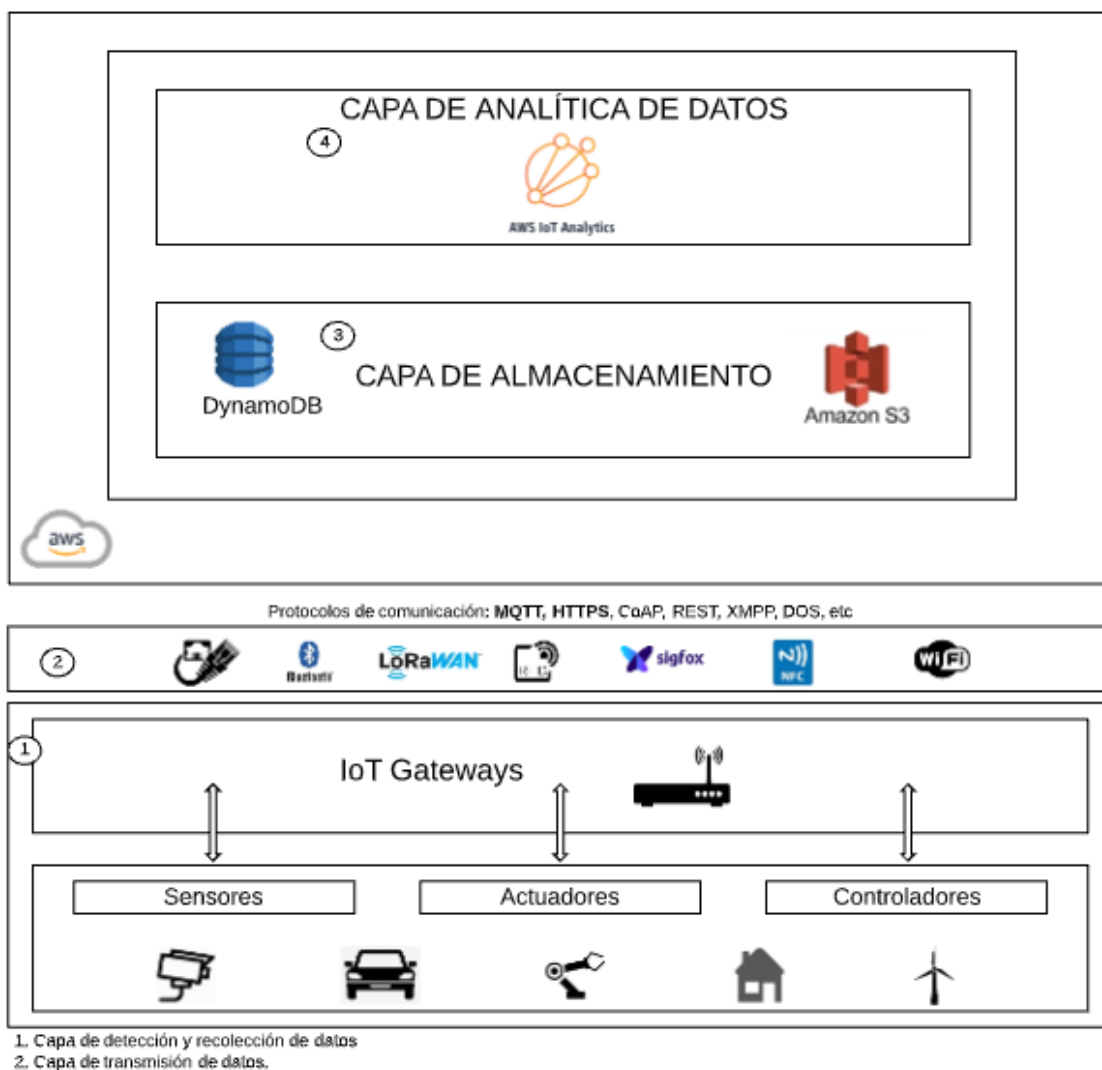 CAPA DE ANALÍTICA DE DATOS
4
AWS IoT Analytics
3
CAPA DE ALMACENAMIENTO
DynamoDB
Amazon S3
aws
Protocolos de comunicación: MQTT, HTTPS, CoAP, REST, XMPP, DOS, etc
2
Bluetooth
LoRaWAN
sigfox
NFC
WiFi
1
IoT Gateways
Sensores
Actuadores
Controladores
1. Capa de detección y recolección de datos
2. Capa de transmisión de datos.